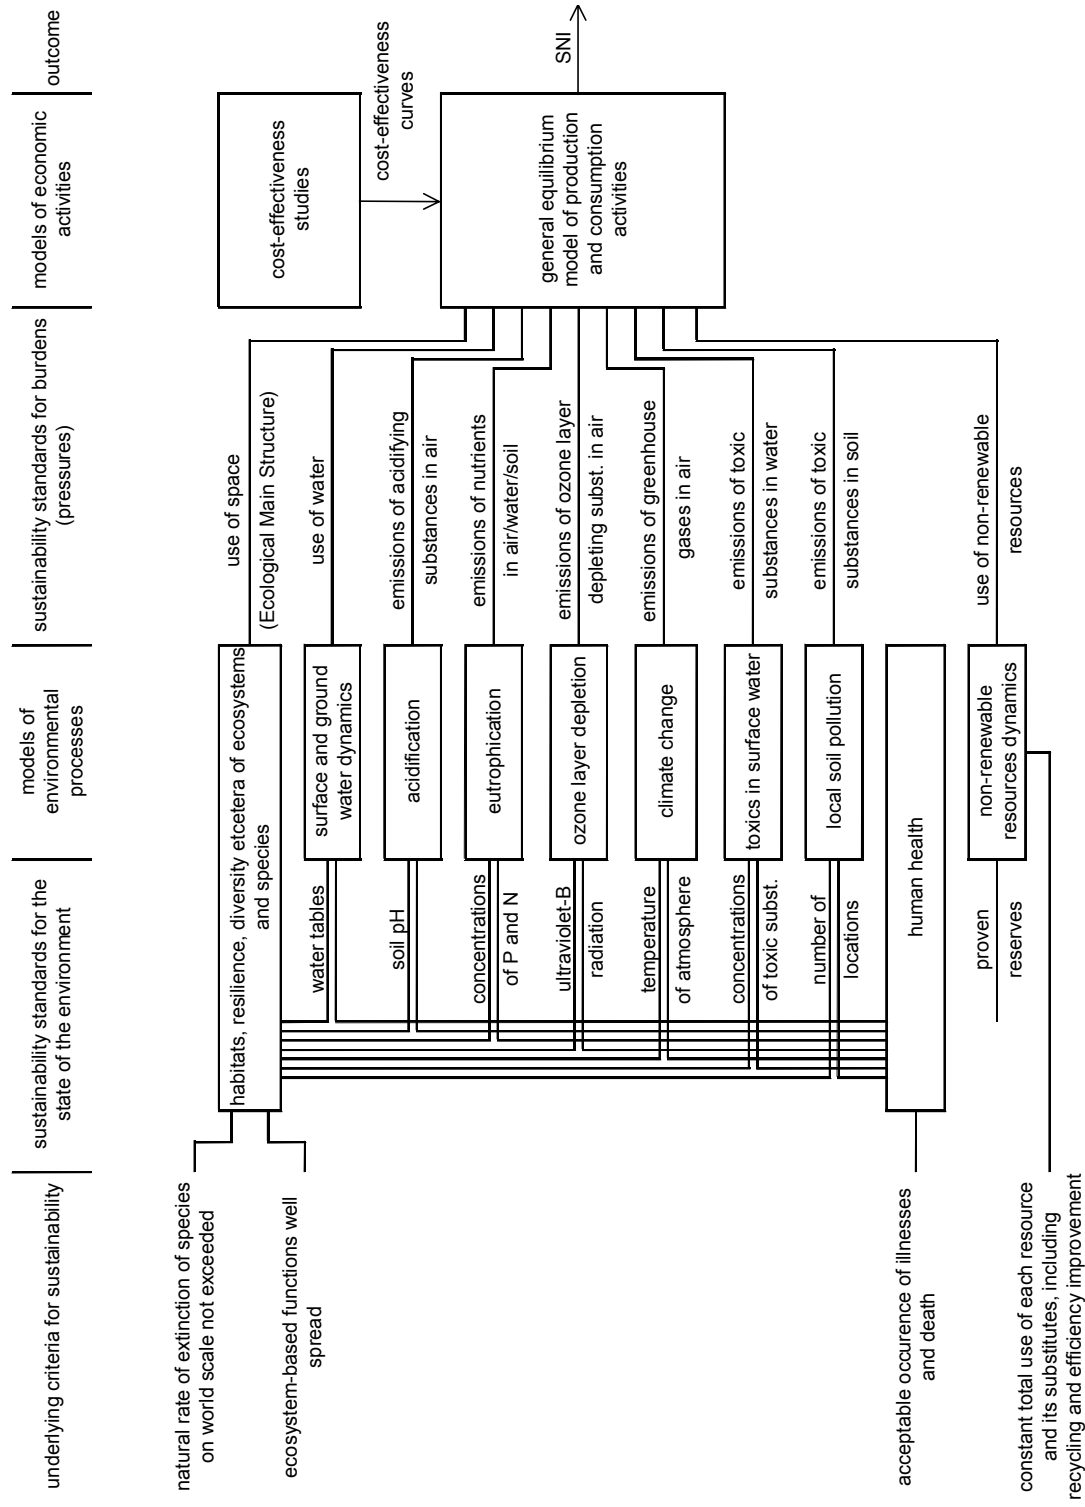 underlying criteria for sustainability
sustainability standards for the
state of the environment
models of
environmental
processes
sustainability standards for burdens
(pressures)
models of economic
activities
outcome
natural rate of extinction of species
on world scale not exceeded
ecosystem-based functions well
spread
acceptable occurence of illnesses
and death
constant total use of each resource
and its substitutes, including
recycling and efficiency improvement
habitats, resilience, diversity etcetera of ecosystems
and species
water tables
surface and ground
water dynamics
soil pH
acidification
concentrations
of P and N
eutrophication
ultraviolet-B
radiation
ozone layer depletion
temperature
of atmosphere
climate change
concentrations
of toxic subst.
toxics in surface water
number of
locations
local soil pollution
human health
proven
reserves
non-renewable
resources dynamics
use of space
(Ecological Main Structure)
use of water
emissions of acidifying
substances in air
emissions of nutrients
in air/water/soil
emissions of ozone layer
depleting subst. in air
emissions of greenhouse
gases in air
emissions of toxic
substances in water
emissions of toxic
substances in soil
use of non-renewable
resources
cost-effectiveness
studies
cost-effectiveness
curves
general equilibrium
model of production
and consumption
activities
SNI